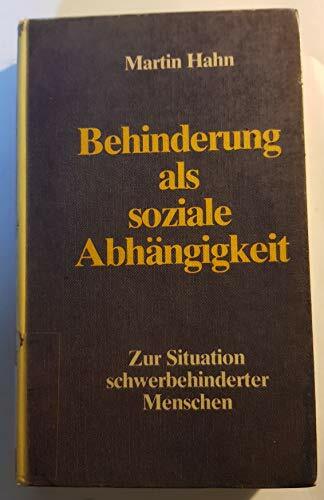 Martin Hahn
Behinderung
als
soziale
Abhängigkeit
Zur Situation
schwerbehinderter
Menschen